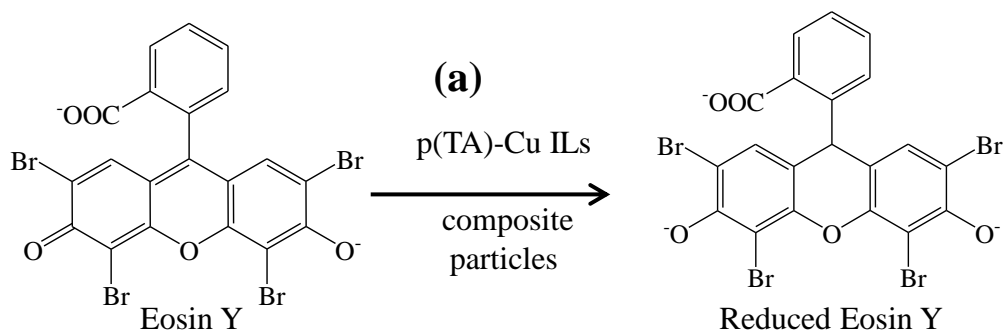 (a)
⁻OOC
Br
Br
O
O
O⁻
Br
Br
Eosin Y
p(TA)-Cu ILs
composite
particles
⁻OOC
Br
Br
⁻O
O
O⁻
Br
Br
Reduced Eosin Y